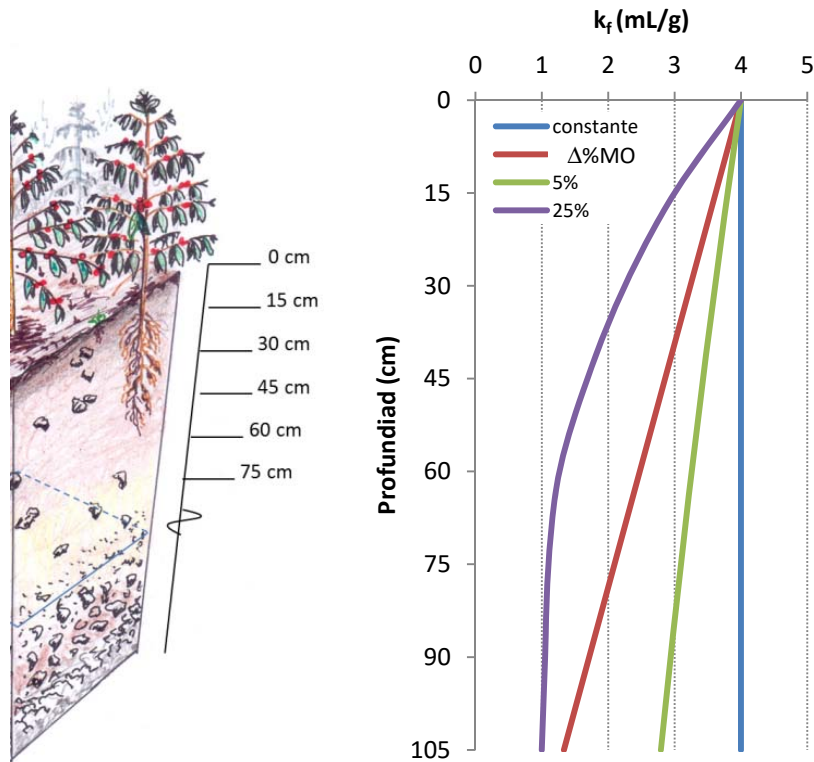 0 cm
15 cm
30 cm
45 cm
60 cm
75 cm
kf (mL/g)
0 1 2 3 4 5
Profundiad (cm)
0
15
30
45
60
75
90
105
constante
Δ%MO
5%
25%